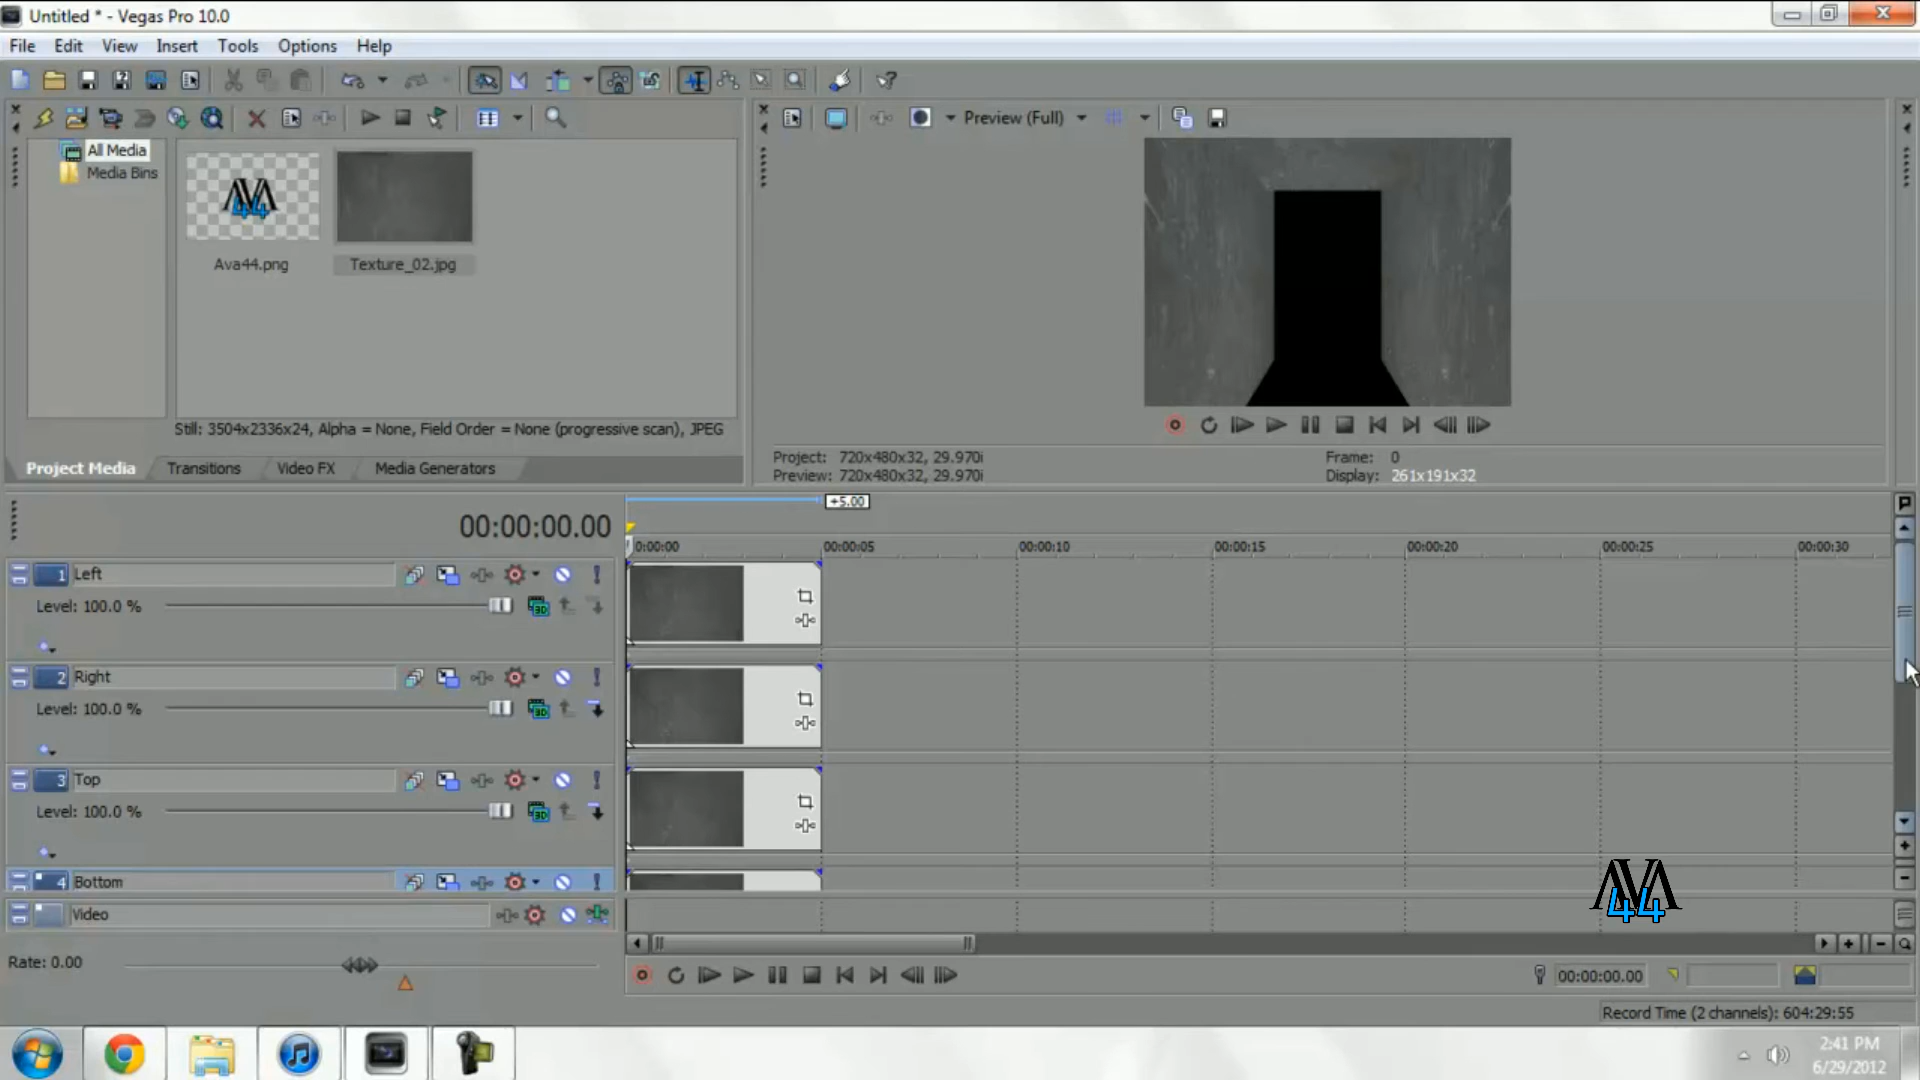 Untitled * - Vegas Pro 10.0
File Edit View Insert Tools Options Help
Preview (Full)
All Media
Media Bins
Ava44.png
Texture_02.jpg
Still: 3504x2336x24, Alpha = None, Field Order = None (progressive scan), JPEG
Project Media Transitions Video FX Media Generators
Project: 720x480x32, 29.970i
Frame: 0
Preview: 720x480x32, 29.970i
Display: 261x191x32
+5.00
00:00:00.00
0:00:00 00:00:05 00:00:10 00:00:15 00:00:20 00:00:25 00:00:30
1 Left
Level: 100.0 %
2 Right
Level: 100.0 %
3 Top
Level: 100.0 %
4 Bottom
Video
AVA
44
Rate: 0.00
00:00:00.00
Record Time (2 channels): 604:29:55
2:41 PM
6/29/2012